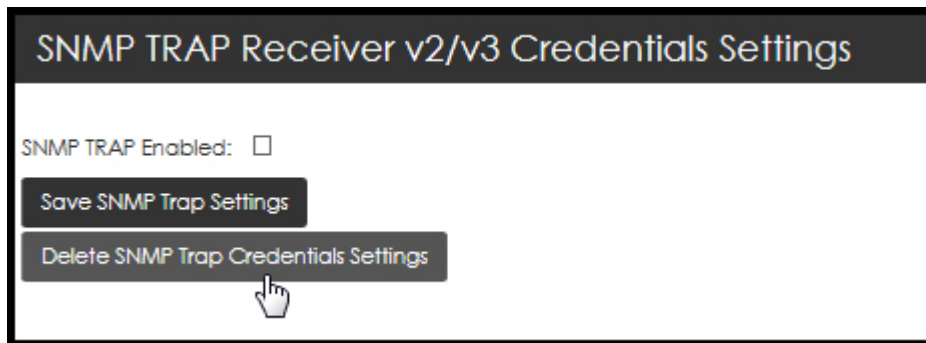 SNMP TRAP Receiver v2/v3 Credentials Settings
SNMP TRAP Enabled:
Save SNMP Trap Settings
Delete SNMP Trap Credentials Settings